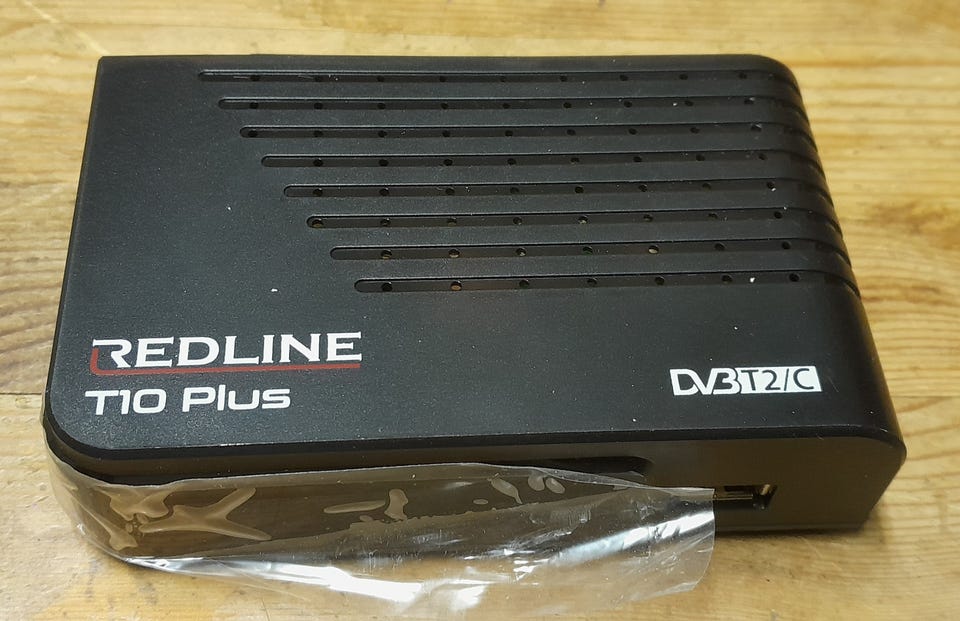 REDLINE
T10 Plus
DVB T2/C